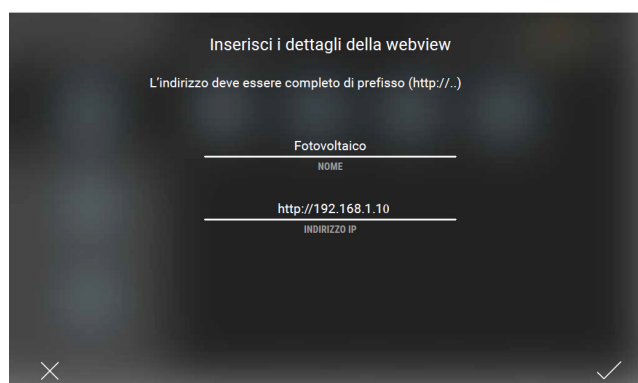 Inserisci i dettagli della webview
L'indirizzo deve essere completo di prefisso (http://..)
Fotovoltaico
NOME
http://192.168.1.10
INDIRIZZO IP